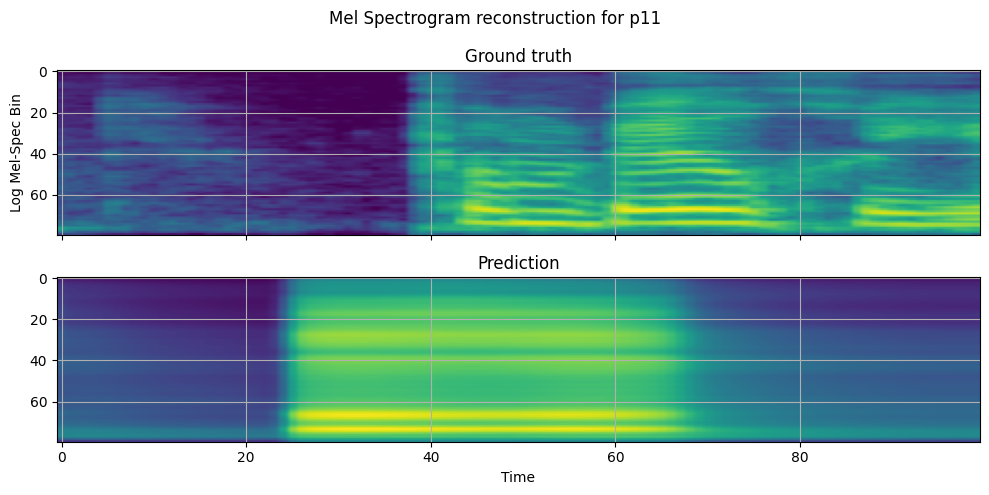 Mel Spectrogram reconstruction for p11
Ground truth
Log Mel-Spec Bin
0
20
40
60
Prediction
0
20
40
60
0 20 40 60 80
Time